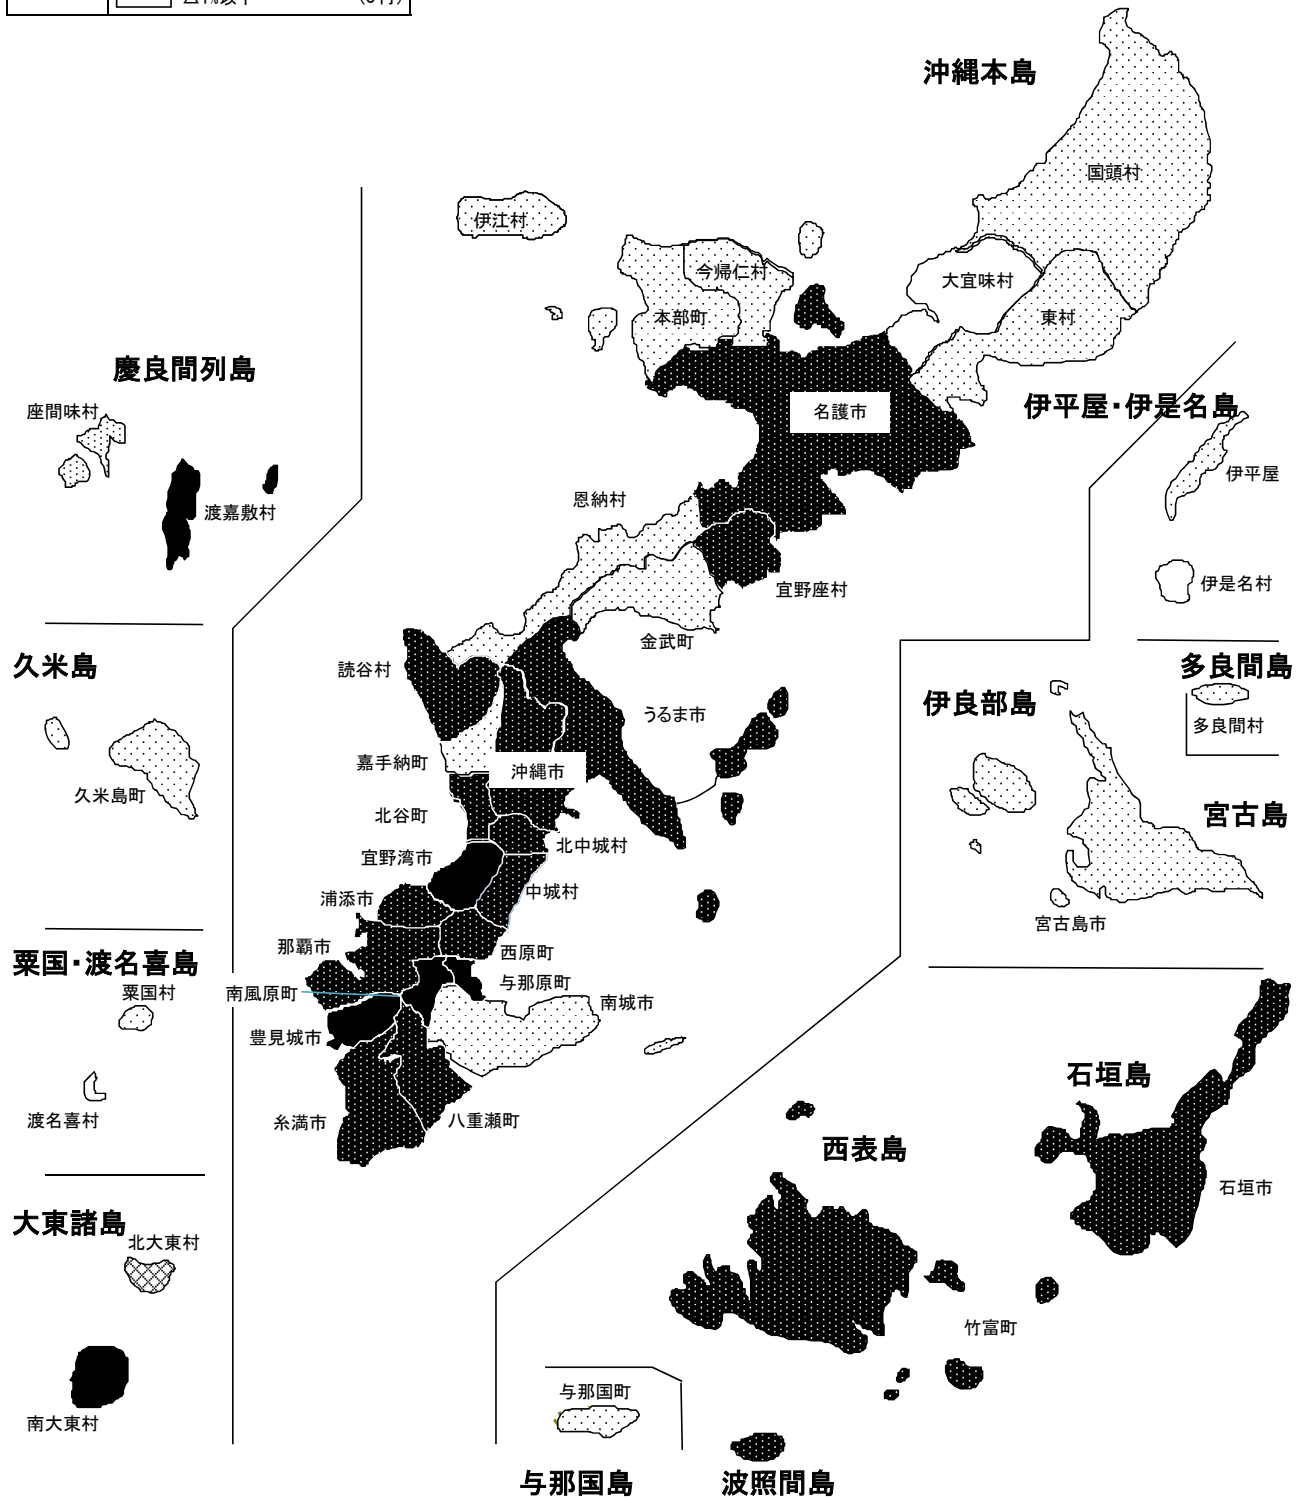 沖縄本島
国頭村
伊江村
今帰仁村
大宜味村
本部町
東村
慶良間列島
座間味村
名護市
伊平屋・伊是名島
伊平屋
恩納村
渡嘉敷村
宜野座村
伊是名村
金武町
久米島
読谷村
多良間島
伊良部島
うるま市
多良間村
嘉手納町
沖縄市
久米島町
北谷町
宮古島
北中城村
宜野湾市
浦添市
中城村
宮古島市
那覇市
西原町
粟国・渡名喜島
粟国村
南風原町
与那原町
南城市
豊見城市
石垣島
渡名喜村
糸満市
八重瀬町
西表島
石垣市
大東諸島
北大東村
竹富町
与那国町
南大東村
与那国島
波照間島